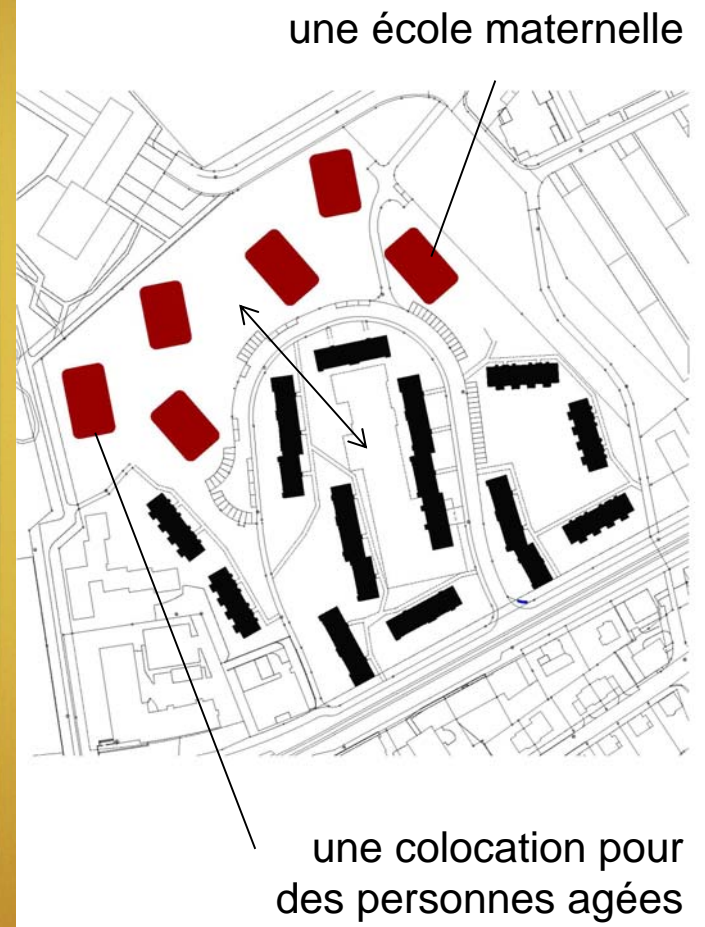 une école maternelle
une colocation pour
des personnes agées